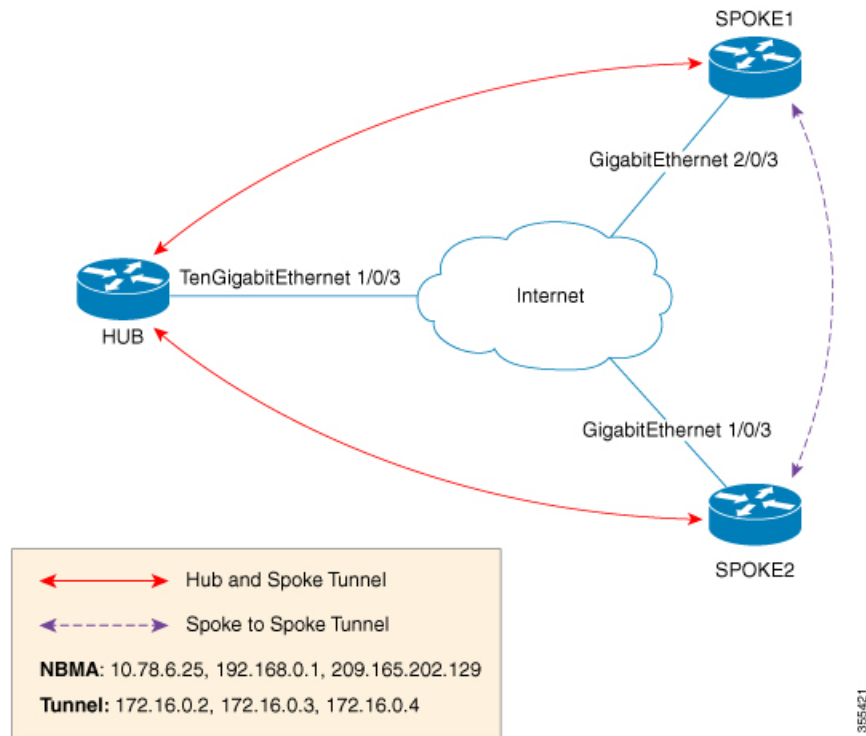 SPOKE1
GigabitEthernet 2/0/3
TenGigabitEthernet 1/0/3
Internet
HUB
GigabitEthernet 1/0/3
SPOKE2
Hub and Spoke Tunnel
Spoke to Spoke Tunnel
NBMA: 10.78.6.25, 192.168.0.1, 209.165.202.129
Tunnel: 172.16.0.2, 172.16.0.3, 172.16.0.4
355421